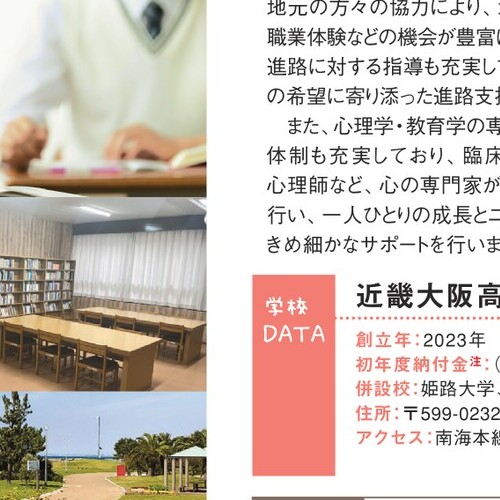 地元の方々の協力により、
職業体験などの機会が豊富
進路に対する指導も充実し
の希望に寄り添った進路支
また、心理学・教育学の専
体制も充実しており、臨床
心理師など、心の専門家が
行い、一人ひとりの成長と
きめ細かなサポートを行いま
学校
DATA
近畿大阪高
創立年：2023年
初年度納付金注：（
併設校：姫路大学、
住所：〒599-0232
アクセス：南海本線